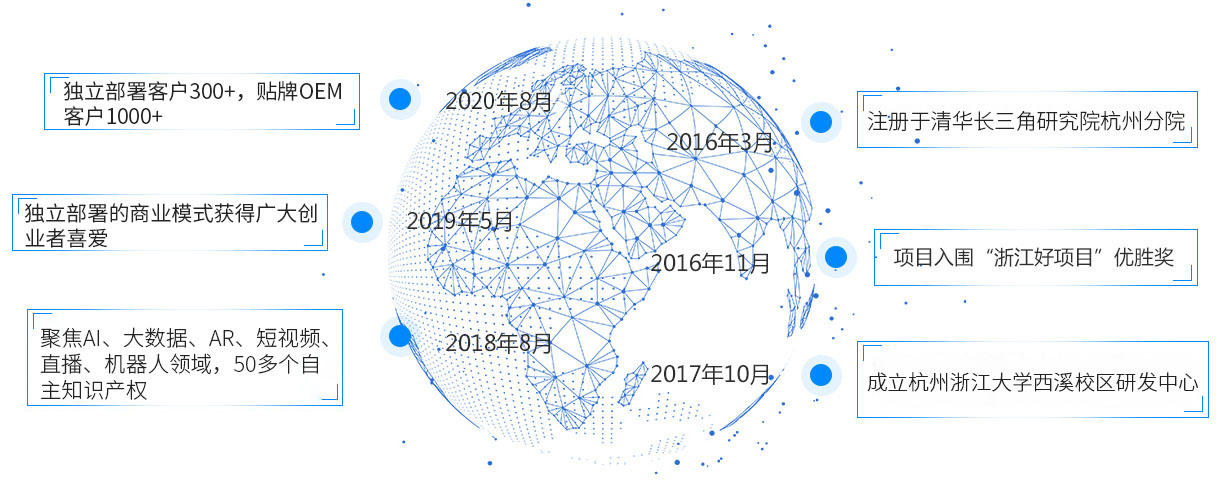 独立部署客户300+，贴牌OEM
客户1000+
2020年8月
2016年3月
注册于清华长三角研究院杭州分院
独立部署的商业模式获得广大创
业者喜爱
2019年5月
2016年11月
项目入围“浙江好项目”优胜奖
聚焦AI、大数据、AR、短视频、
直播、机器人领域，50多个自
主知识产权
2018年8月
2017年10月
成立杭州浙江大学西溪校区研发中心